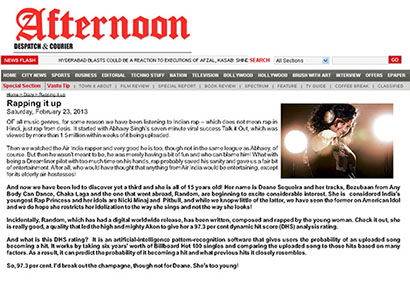 Afternoon
DESPATCH & COURIER
NEWS FLASH
HYDERABAD BLASTS COULD BE A REACTION TO EXECUTIONS OF AFZAL, KASAB: SHINDE
SEARCH
All Sections
For
GO
HOME | CITY NEWS | SPORTS | BUSINESS | EDITORIAL | TECHNO STUFF | NATION | TELEVISION | BOLLYWOOD | HOLLYWOOD | FEATURE | BRUSH WITH ART | INTERVIEW | OFFERS | EPAPER
Special Section | Vastu Tip | TOWN & ABOUT | FILM REVIEW | SPECIAL REPORT | BOOK REVIEW | FOOD REVIEW | SPECIAL FEATURE | TV GUIDE | CAREER | CROSSWORD
Home > Diary > Rapping it up
Rapping it up
Saturday, February 23, 2013
OF all music genres, for some reason we have been listening to Indian rap – which does not mean rap in
Hindi, just rap from desis. It started with Abhay Singh's seven minute viral success Talk it Out, which was
viewed by more than 1.5 million within weeks of it being uploaded.
Then we watched the Air India rapper and very good he is too, though not in the same league as Abhay, of
course. But then he wasn't meant to be, he was merely having a bit of fun and who can blame him! What with
being a Dreamliner pilot with too much time on his hands, rap probably saved his sanity and gave us a fair bit
of entertainment. After all, who would have thought that anything from Air India would be entertaining, except
for its elderly air hostesses!
And now we have been led to discover yet a third and she is all of 15 years old! Her name is Deane Sequeira and her tracks, Bezubaan from Any
Body Can Dance, Chaka Laga and the one that went abroad, Random, are beginning to excite considerable interest. She is considered India's
youngest Rap Princess and her idols are Nicki Minaj and Pitbull, and while we know little of the latter, we have seen the former on American Idol
and we do hope she restricts her idolization to the way she sings and not the way she looks!
Incidentally, Random, which has had a digital worldwide release, has been written, composed and rapped by the young woman. Check it out, she
is really good, a quality that led the high and mighty Akon to give her a 97.3 per cent dynamic hit score (DHS) analysis rating.
And what is this DHS rating? It is an artificial-intelligence pattern-recognition software that gives users the probability of an uploaded song
becoming a hit. It works by taking six years' worth of Billboard Hot 100 singles and comparing the uploaded song to those hits based on many
factors. As a result, it can predict the probability of it becoming a hit and what previous hits it closely resembles.
So, 97.3 per cent. I'd break out the champagne, though not for Deane. She's too young!